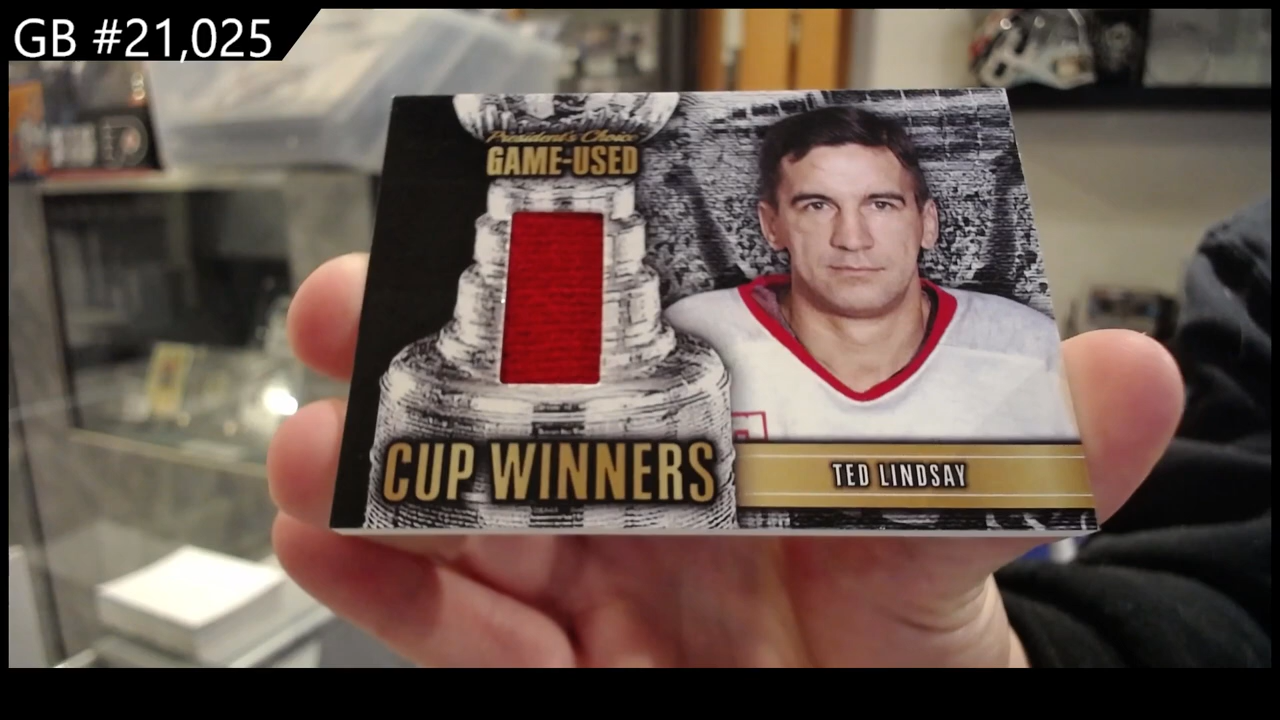 GB #21,025
President's Choice
GAME-USED
CUP WINNERS
TED LINDSAY